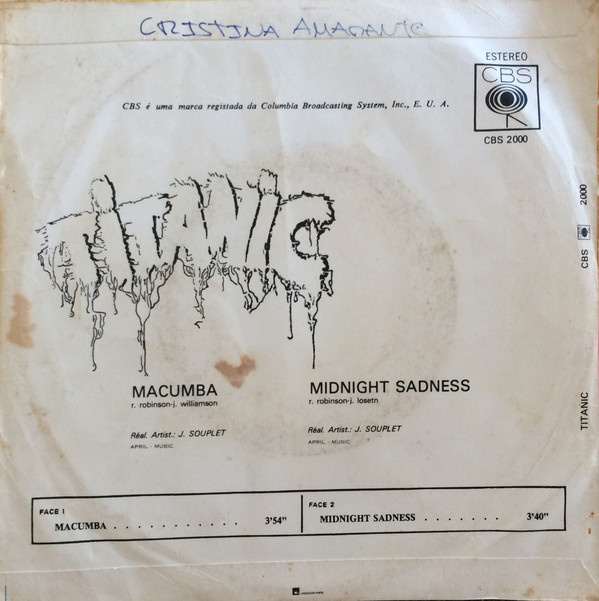 CRISTINA AMARANTE
ESTEREO
CBS
CBS 2000
CBS é uma marca registada da Columbia Broadcasting System, Inc., E. U. A.
TITANIC
MACUMBA
r. robinson-j. williamson
Réal. Artist.: J. SOUPLET
APRIL - MUSIC
MIDNIGHT SADNESS
r. robinson-j. losetn
Réal. Artist.: J. SOUPLET
APRIL - MUSIC
FACE 1
MACUMBA . . . . . . . . . . . 3'54"
FACE 2
MIDNIGHT SADNESS . . . . . . . 3'40"
TITANIC CBS 2000